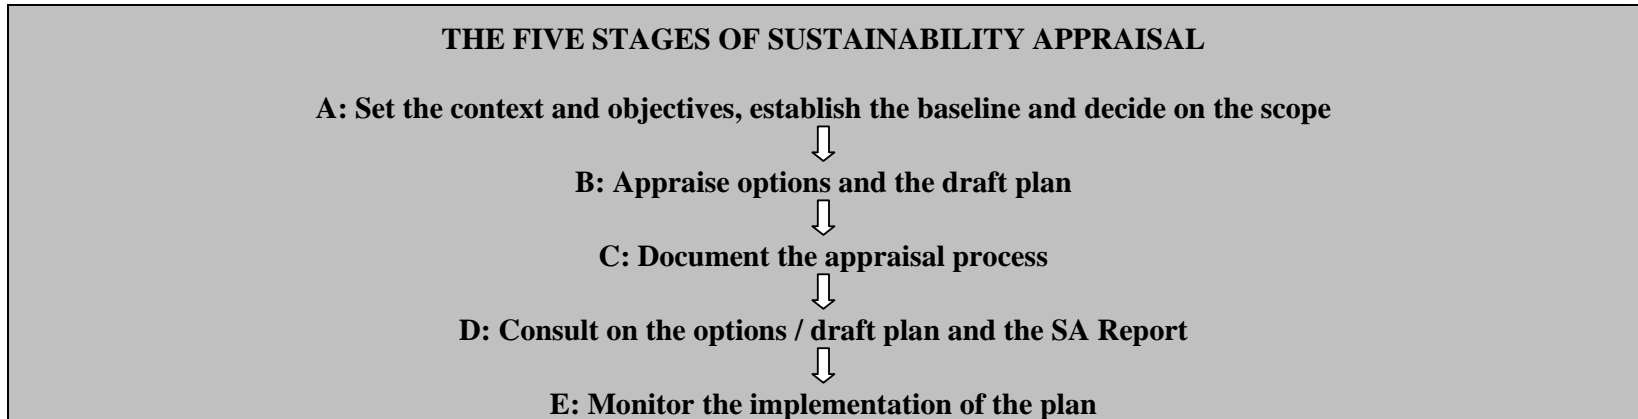 THE FIVE STAGES OF SUSTAINABILITY APPRAISAL
A: Set the context and objectives, establish the baseline and decide on the scope
B: Appraise options and the draft plan
C: Document the appraisal process
D: Consult on the options / draft plan and the SA Report
E: Monitor the implementation of the plan